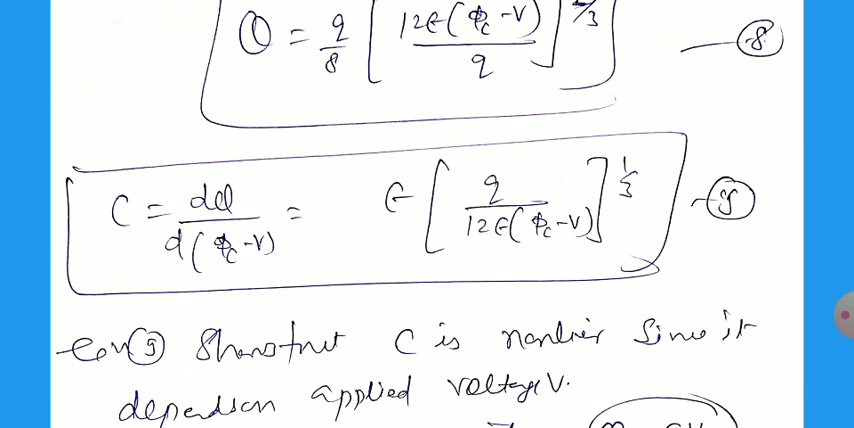 Q = q/8 [ 12ε(ϕc -V) / q ]^2/3 — (8)
C = dQ / d(ϕc -V) = ε [ q / 12ε(ϕc -V) ]^1/3 — (9)
Eqn (9) Shows that C is nonlinear Since it
depends on applied voltage V.